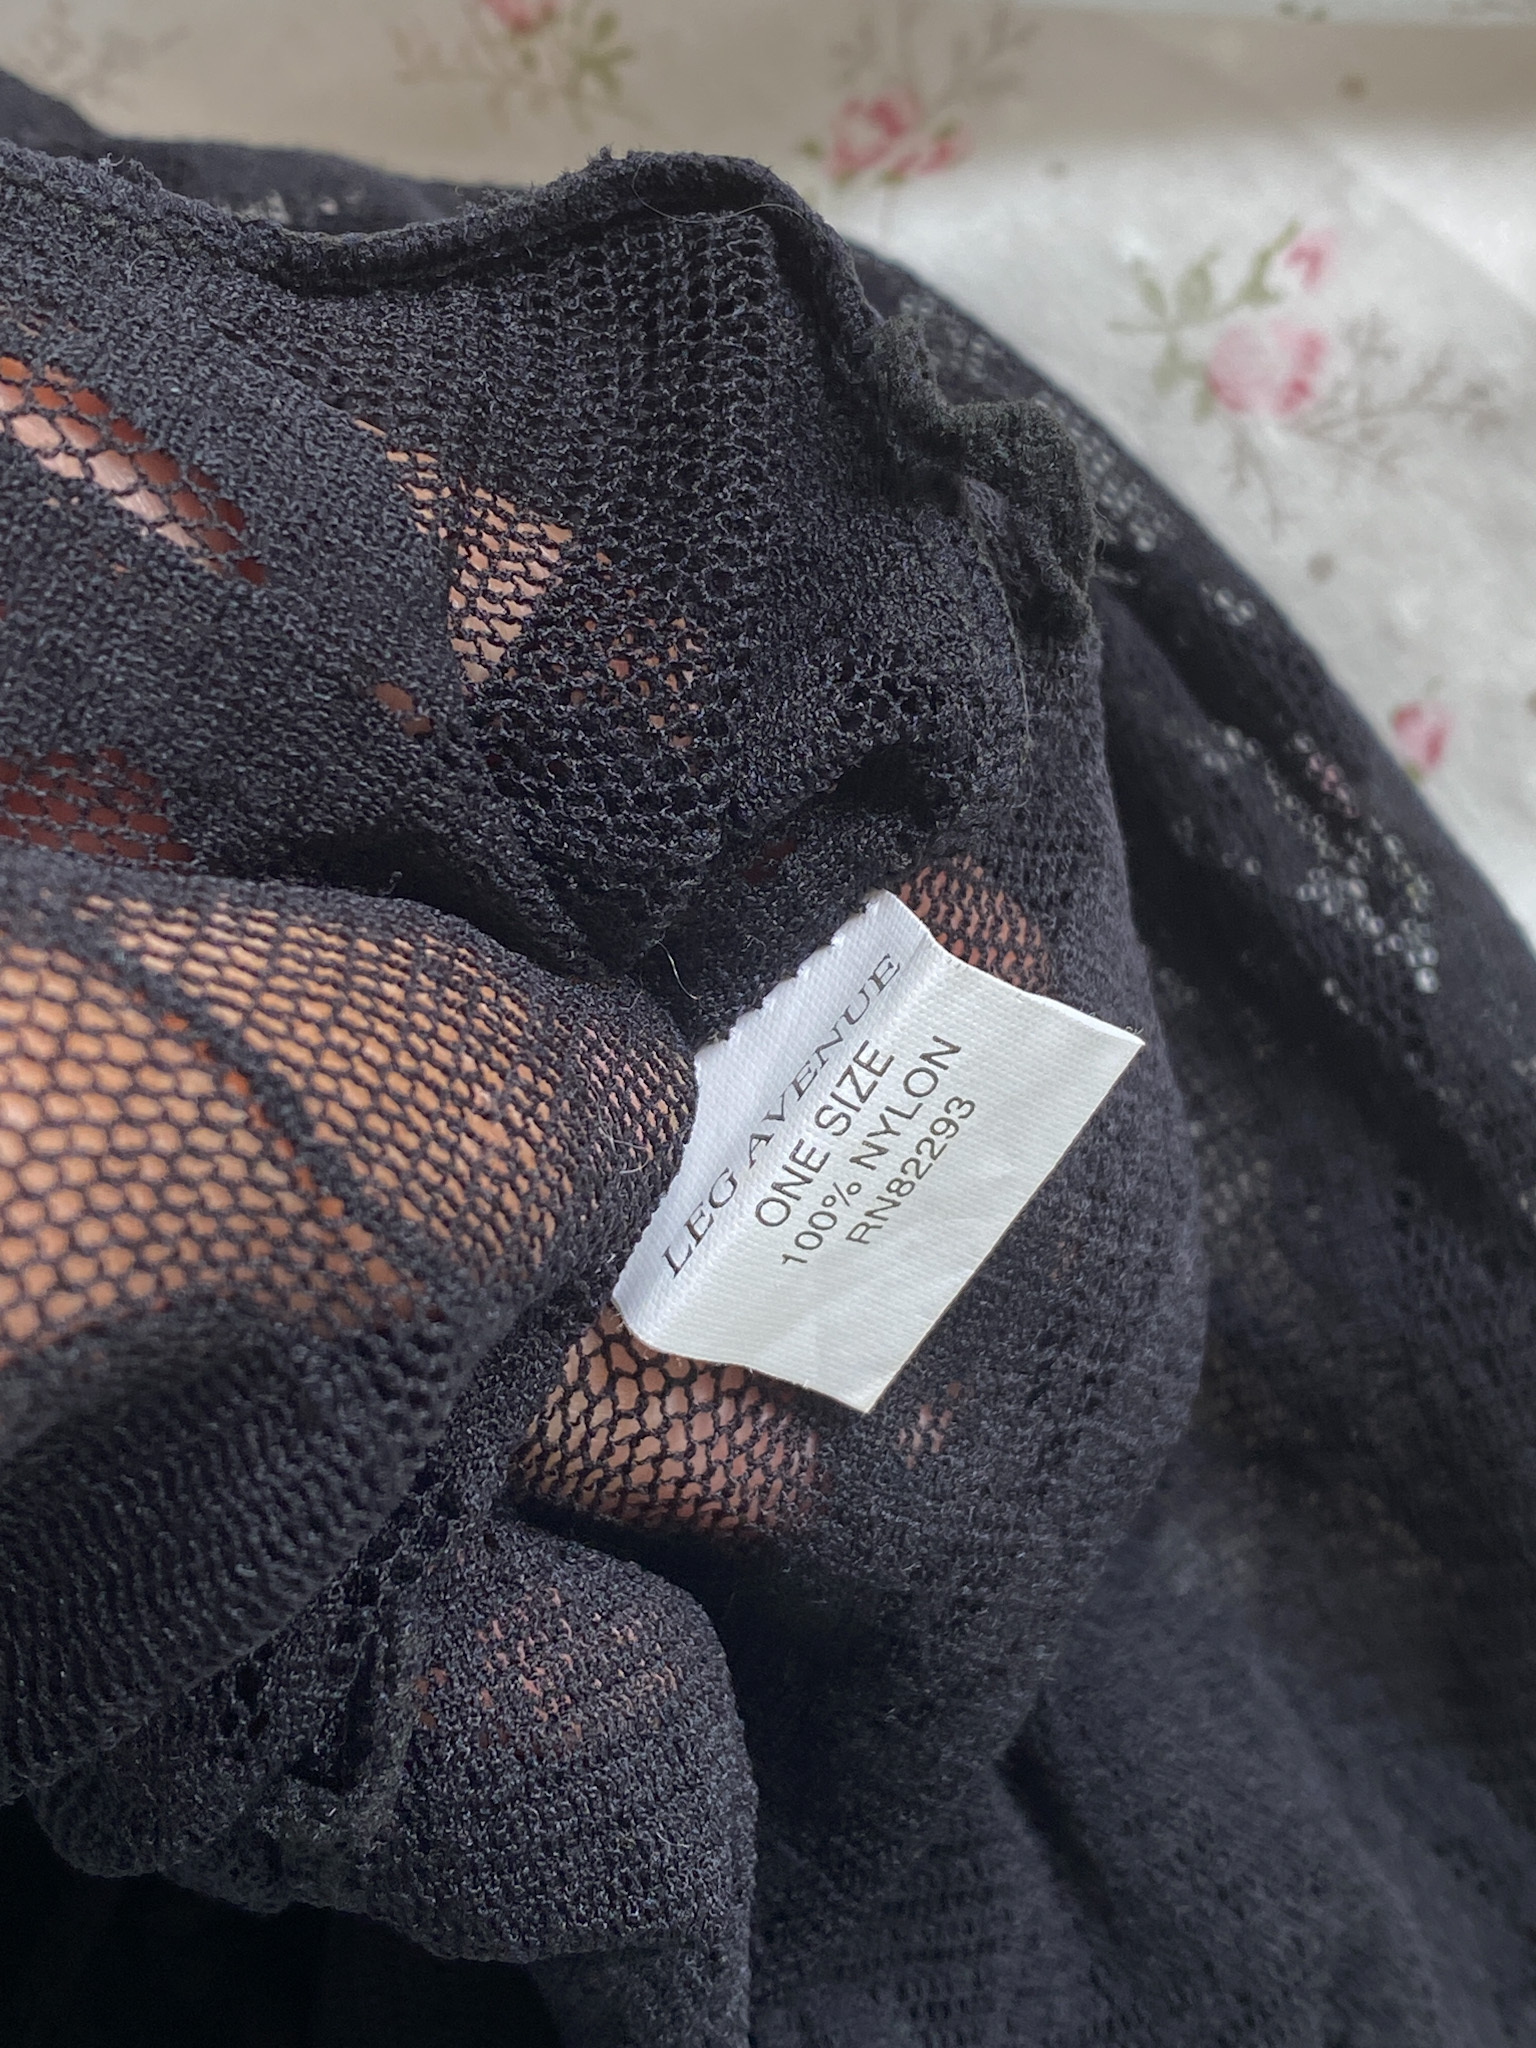 LEG AVENUE
ONE SIZE
100% NYLON
RN82293